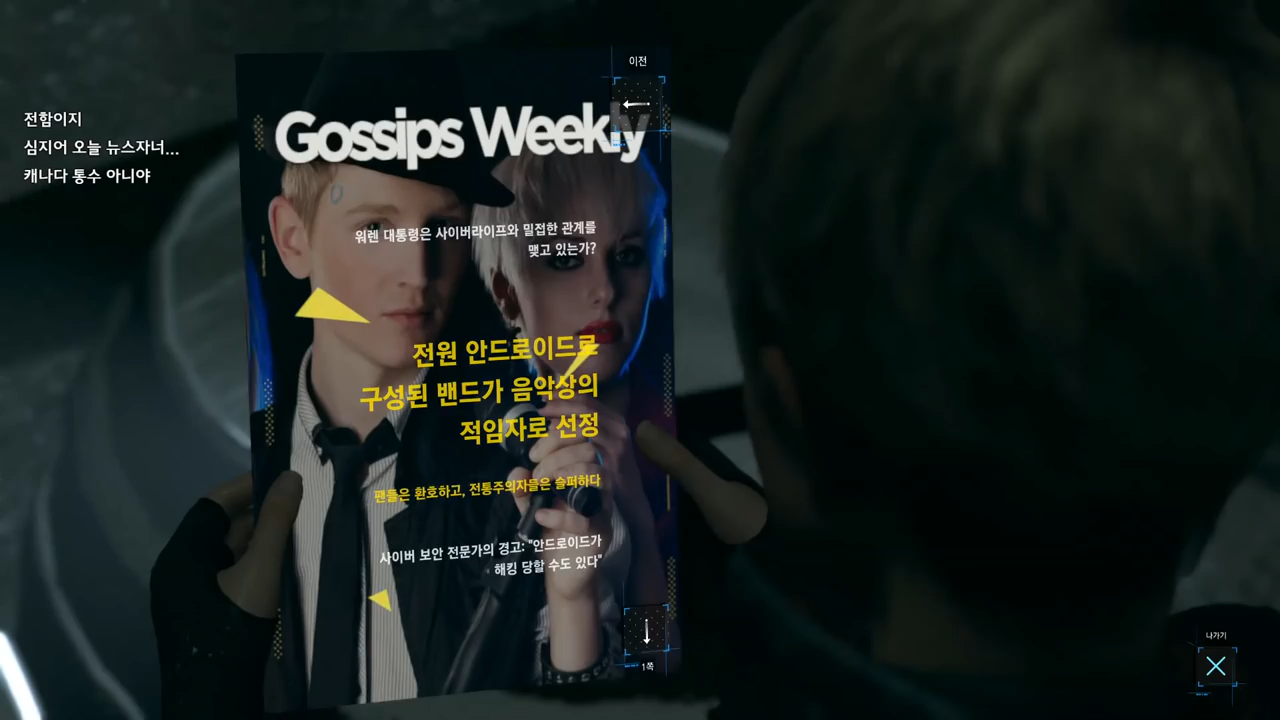 이전
전함이지
심지어 오늘 뉴스자너...
캐나다 통수 아니야
Gossips Weekly
워렌 대통령은 사이버라이프와 밀접한 관계를
맺고 있는가?
전원 안드로이드로
구성된 밴드가 음악상의
적임자로 선정
팬들은 환호하고, 전통주의자들은 슬퍼하다
사이버 보안 전문가의 경고: "안드로이드가
해킹 당할 수도 있다"
1쪽
나가기